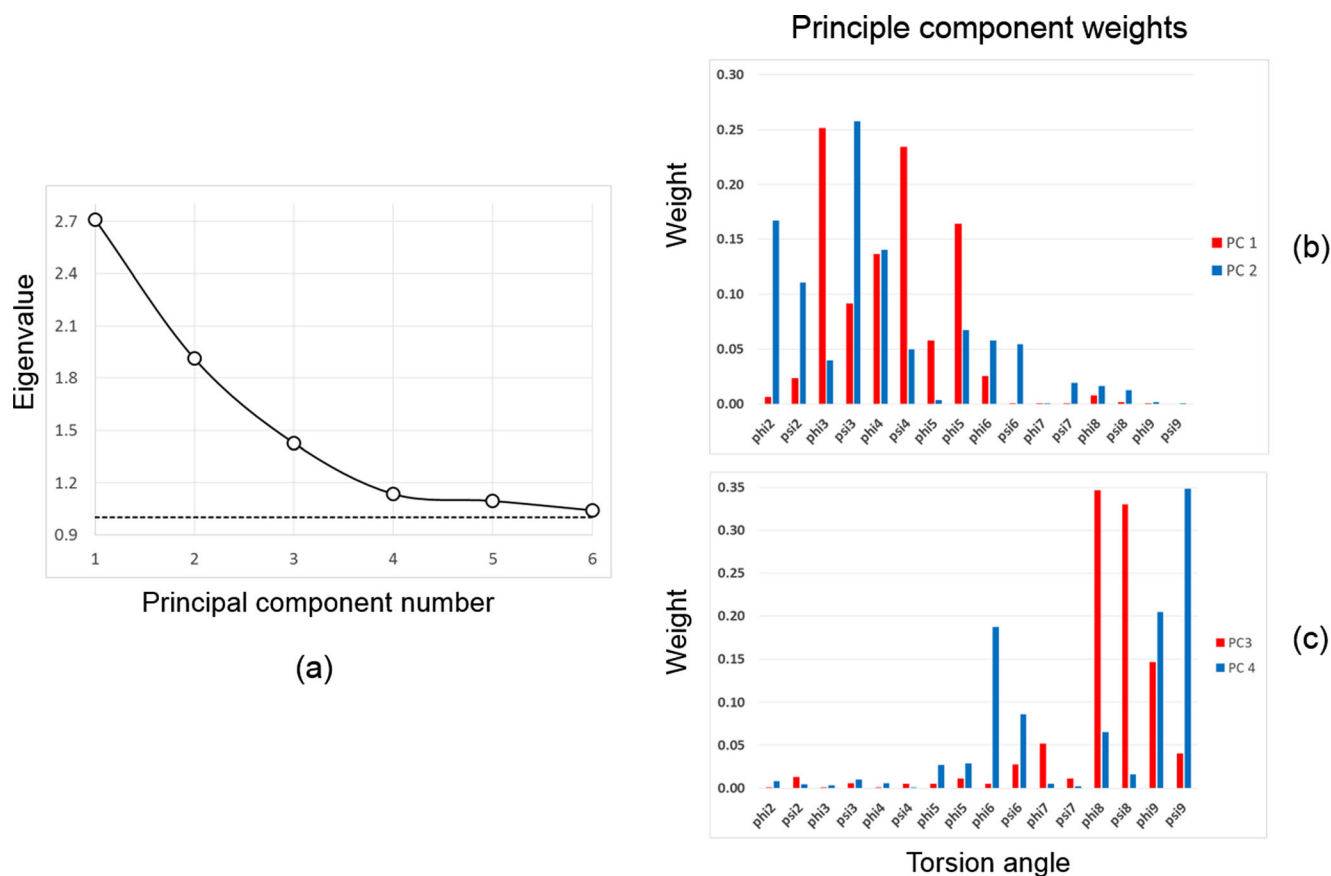 Eigenvalue
2.7
2.4
2.1
1.8
1.5
1.2
0.9
1 2 3 4 5 6
Principal component number
(a)
Principle component weights
Weight
0.30
0.25
0.20
0.15
0.10
0.05
0.00
phi2 psi2 phi3 psi3 phi4 psi4 phi5 phi5 phi6 psi6 phi7 psi7 phi8 psi8 phi9 psi9
PC 1
PC 2
(b)
Weight
0.35
0.30
0.25
0.20
0.15
0.10
0.05
0.00
phi2 psi2 phi3 psi3 phi4 psi4 phi5 phi5 phi6 psi6 phi7 psi7 phi8 psi8 phi9 psi9
PC3
PC 4
(c)
Torsion angle